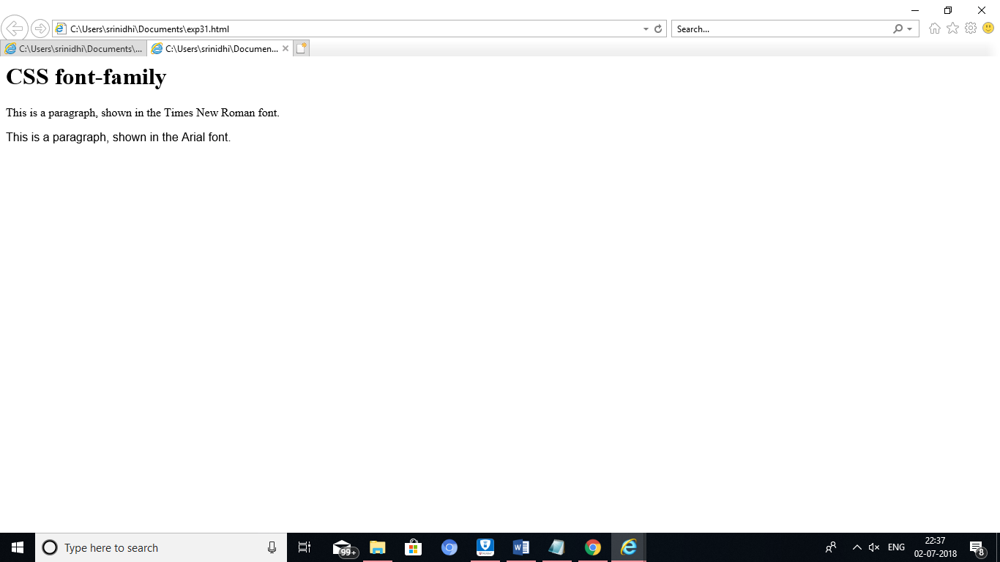 C:\Users\srinidhi\Documents\exp31.html
Search...
C:\Users\srinidhi\Documents\...
C:\Users\srinidhi\Documen...
CSS font-family
This is a paragraph, shown in the Times New Roman font.
This is a paragraph, shown in the Arial font.
Type here to search
99+
ENG
22:37
02-07-2018
8